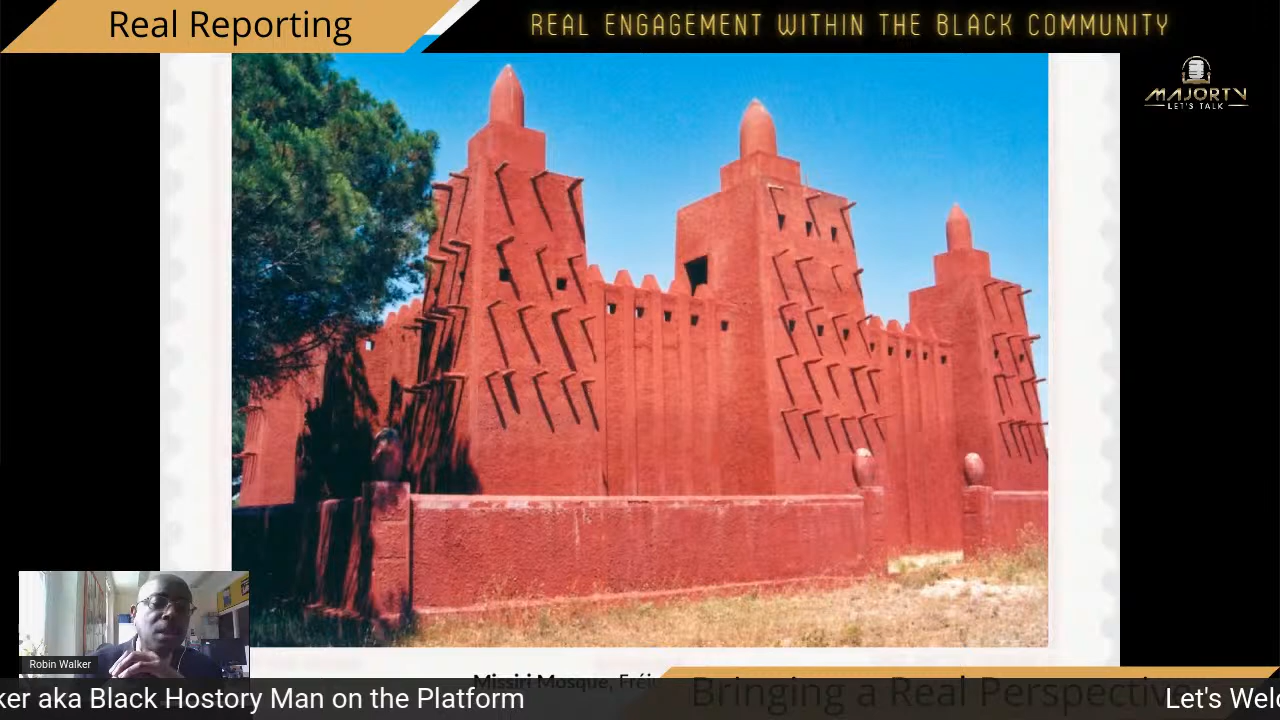 Real Reporting
REAL ENGAGEMENT WITHIN THE BLACK COMMUNITY
MAJORTV
LET'S TALK
Robin Walker
Missiri Mosque, Fréj
Bringing a Real Perspective
ker aka Black Hostory Man on the Platform
Let's Welc